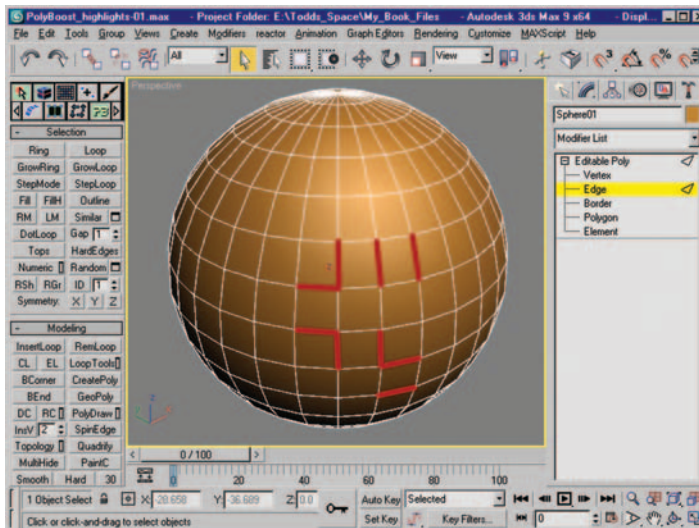 PolyBoost_highlights-01.max - Project Folder: E:\Todds_Space\My_Book_Files - Autodesk 3ds Max 9 x64 - Displ...
File Edit Tools Group Views Create Modifiers reactor Animation Graph Editors Rendering Customize MAXScript Help
All View
Perspective
Sphere01
Modifier List
Editable Poly
Vertex
Edge
Border
Polygon
Element
- Selection
Ring Loop
GrowRing GrowLoop
StepMode StepLoop
Fill FillH Outline
RM LM Similar
DotLoop Gap 1
Tops HardEdges
Numeric Random
RSh RGr ID 1
Symmetry: X Y Z
- Modeling
InsertLoop RemLoop
CL EL LoopTools
BCorner CreatePoly
BEnd GeoPoly
DC RC PolyDraw
InsV 2 SpinEdge
Topology Quadrify
MultiHide PaintC
Smooth Hard 30
z
z
< 0 / 100 >
0 20 40 60 80 100
1 Object Select X: -28.658 Y: -36.689 Z: 0.0 Auto Key Selected
Click or click-and-drag to select objects Set Key Key Filters... 0